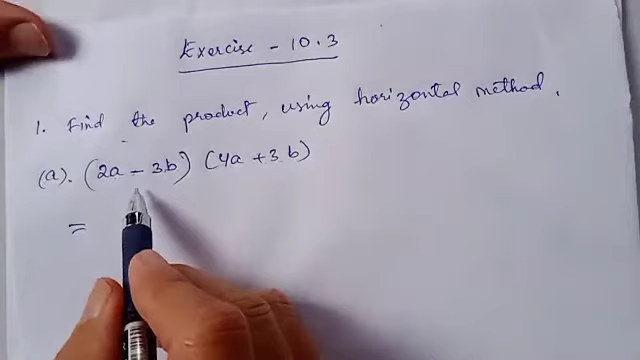 Exercise - 10.3
1. Find the product, using horizontal method.
(a). (2a - 3b) (4a + 3b)
=